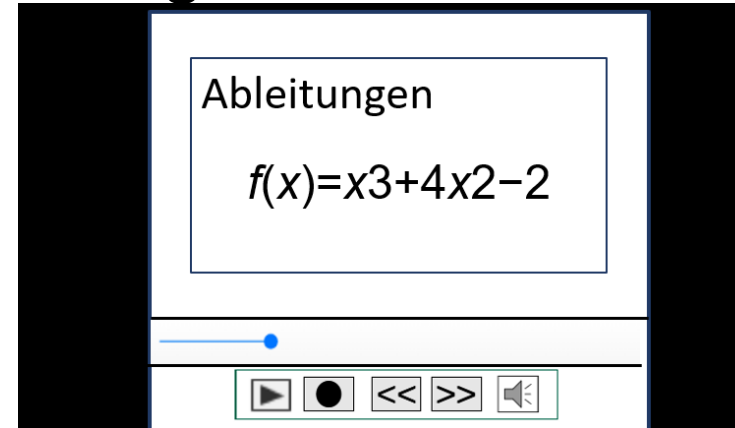 Ableitungen
f(x)=x3+4x2−2
<< >>